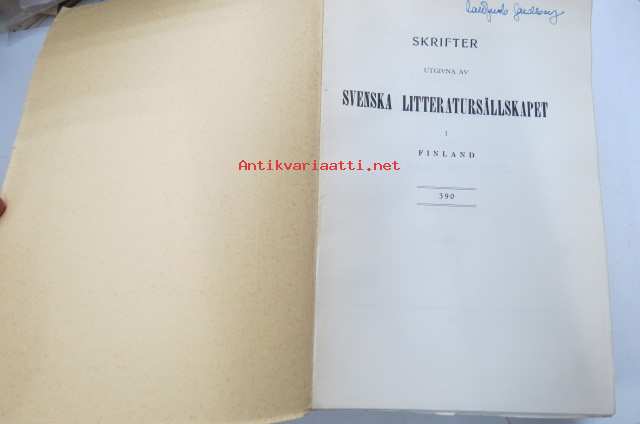 SKRIFTER
UTGIVNA AV
SVENSKA LITTERATURSÄLLSKAPET
I
FINLAND
Antikvariaatti.net
390